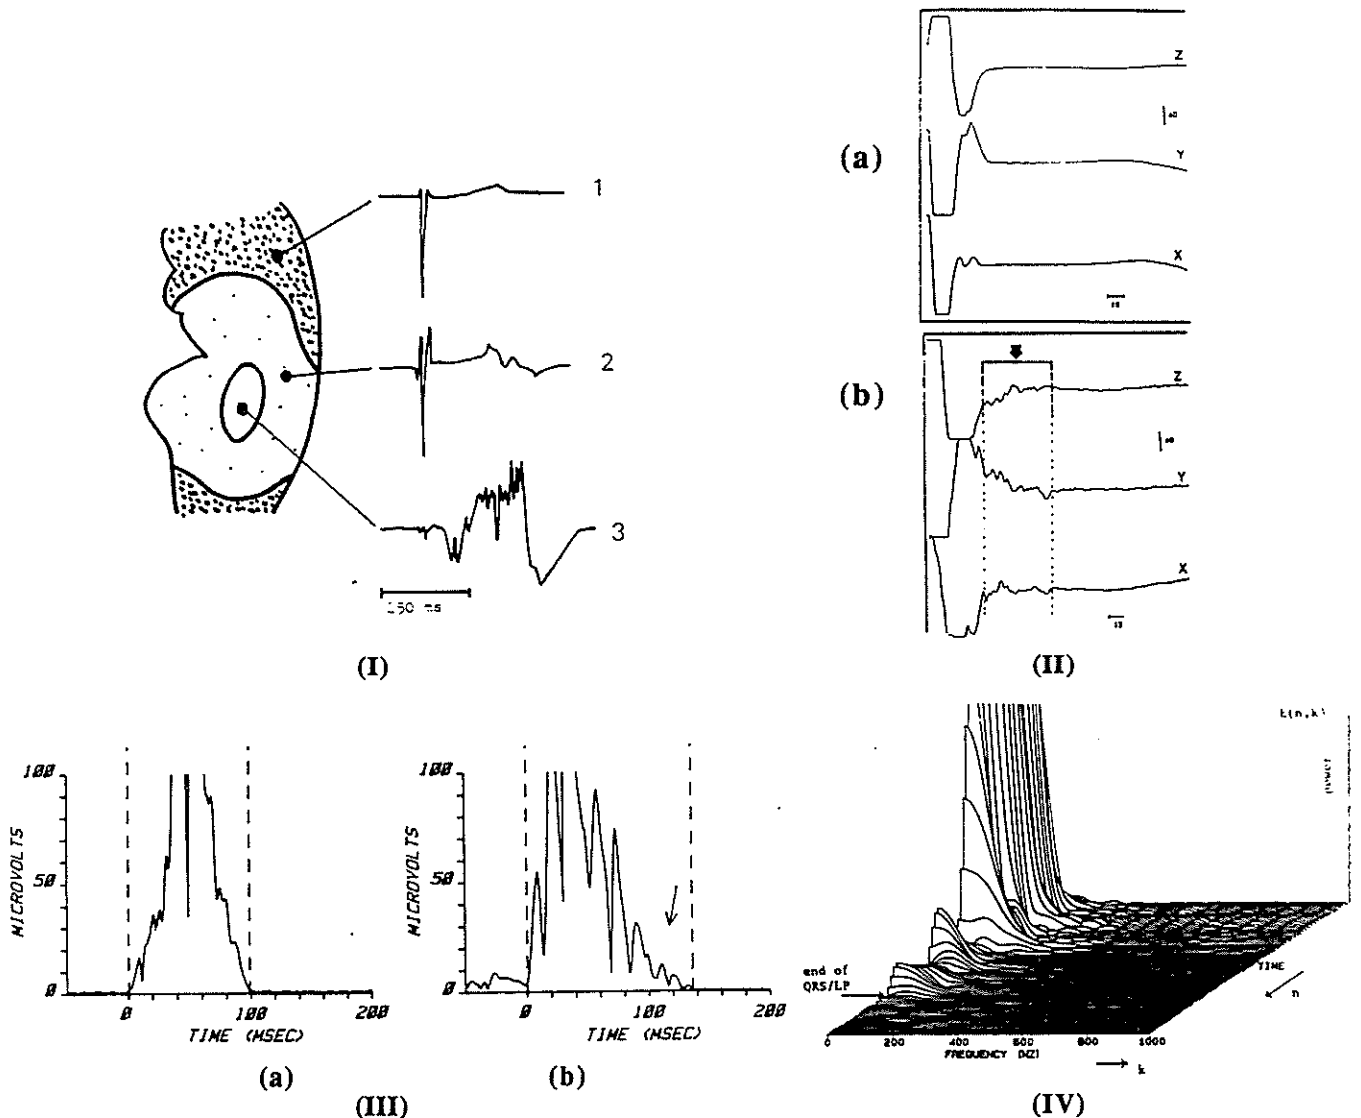 1
2
3
ms
(I)
(a)
Z
Y
X
(b)
Z
Y
X
(II)
100
50
0
MICROVOLTS
0
100
200
TIME (MSEC)
(a)
100
50
0
MICROVOLTS
0
100
200
TIME (MSEC)
(b)
(III)
end of
QRS/LP
TIME
n
0
200
400
600
800
1000
FREQUENCY (HZ)
k
(IV)